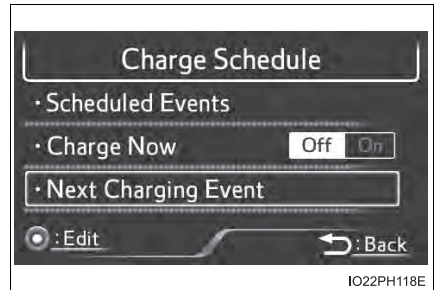 Charge Schedule
· Scheduled Events
· Charge Now Off On
· Next Charging Event
:Edit :Back
IO22PH118E